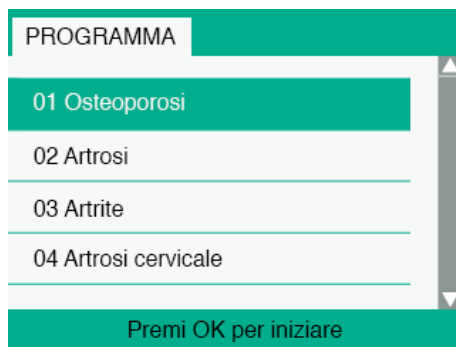 PROGRAMMA
01 Osteoporosi
02 Artrosi
03 Artrite
04 Artrosi cervicale
Premi OK per iniziare